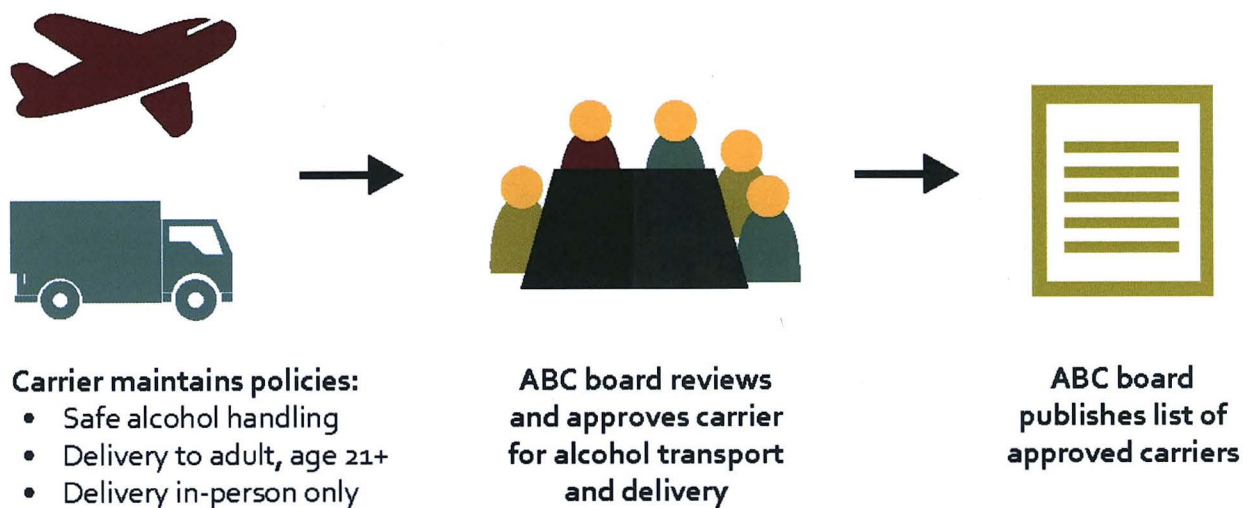 Carrier maintains policies:
• Safe alcohol handling
• Delivery to adult, age 21+
• Delivery in-person only
ABC board reviews
and approves carrier
for alcohol transport
and delivery
ABC board
publishes list of
approved carriers